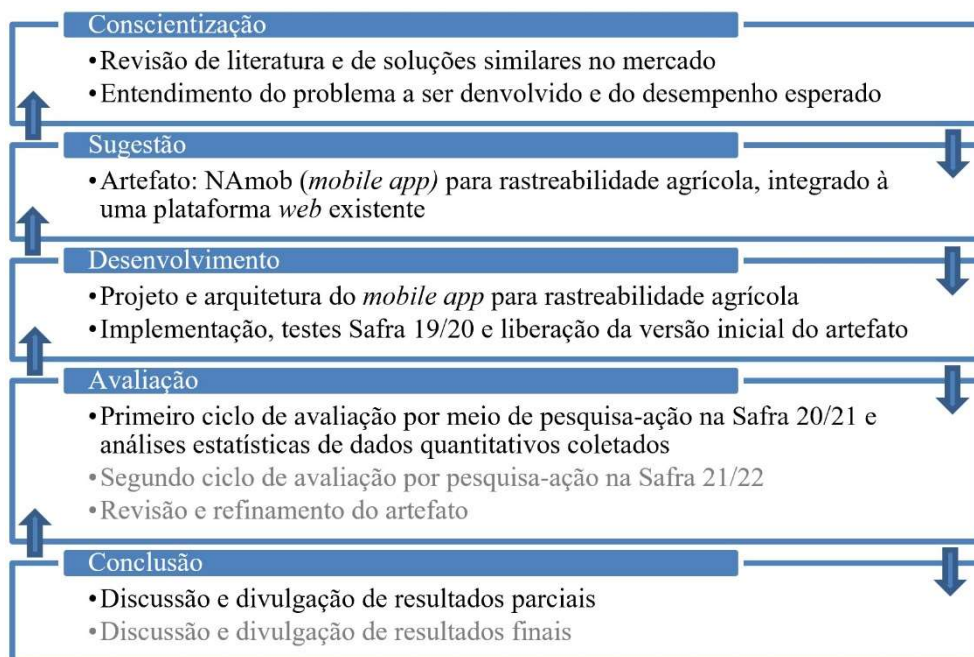 Conscientização
•Revisão de literatura e de soluções similares no mercado
•Entendimento do problema a ser denvolvido e do desempenho esperado
Sugestão
•Artefato: NAmob (mobile app) para rastreabilidade agrícola, integrado à
uma plataforma web existente
Desenvolvimento
•Projeto e arquitetura do mobile app para rastreabilidade agrícola
•Implementação, testes Safra 19/20 e liberação da versão inicial do artefato
Avaliação
•Primeiro ciclo de avaliação por meio de pesquisa-ação na Safra 20/21 e
análises estatísticas de dados quantitativos coletados
•Segundo ciclo de avaliação por pesquisa-ação na Safra 21/22
•Revisão e refinamento do artefato
Conclusão
•Discussão e divulgação de resultados parciais
•Discussão e divulgação de resultados finais